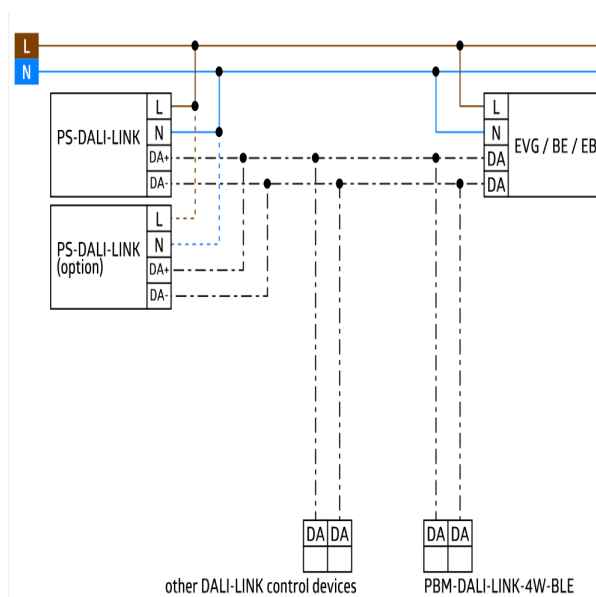 L
N
PS-DALI-LINK
L
N
DA+
DA-
EVG / BE / EB
L
N
DA
DA
PS-DALI-LINK
(option)
L
N
DA+
DA-
DA DA
DA DA
other DALI-LINK control devices
PBM-DALI-LINK-4W-BLE